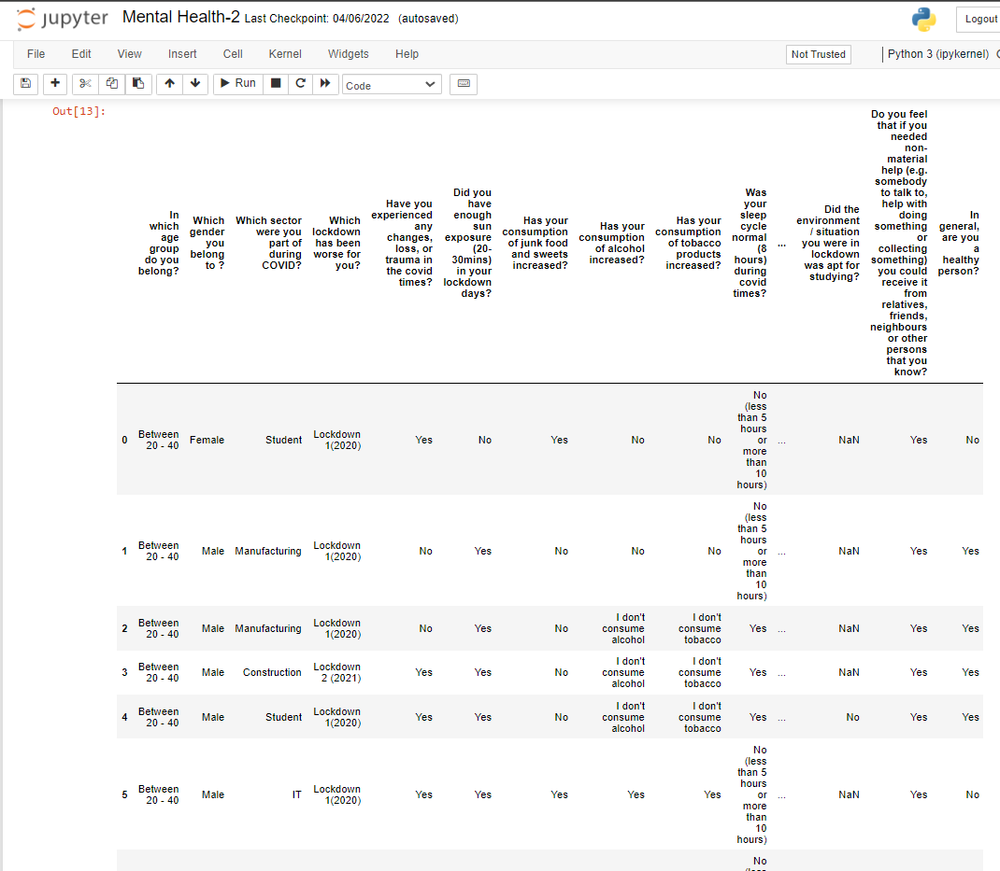 jupyter Mental Health-2 Last Checkpoint: 04/06/2022 (autosaved)
Logout
File Edit View Insert Cell Kernel Widgets Help
Not Trusted
Python 3 (ipykernel)
Run
Code
Out[13]:
In
which
age
group
do you
belong?
Which
gender
you
belong
to ?
Which sector
were you
part of
during
COVID?
Which
lockdown
has been
worse for
you?
Have you
experienced
any
changes,
loss, or
trauma in
the covid
times?
Did you
have
enough
sun
exposure
(20-
30mins)
in your
lockdown
days?
Has your
consumption
of junk food
and sweets
increased?
Has your
consumption
of alcohol
increased?
Has your
consumption
of tobacco
products
increased?
Was
your
sleep
cycle
normal
(8
hours)
during
covid
times?
...
Did the
environment
/ situation
you were in
lockdown
was apt for
studying?
Do you feel
that if you
needed
non-
material
help (e.g.
somebody
to talk to,
help with
doing
something
or
collecting
something)
you could
receive it
from
relatives,
friends,
neighbours
or other
persons
that you
know?
In
general,
are you
a
healthy
person?
0
Between
20 - 40
Female
Student
Lockdown
1(2020)
Yes
No
Yes
No
No
No
(less
than 5
hours
or
more
than
10
hours)
...
NaN
Yes
No
1
Between
20 - 40
Male
Manufacturing
Lockdown
1(2020)
No
Yes
No
No
No
No
(less
than 5
hours
or
more
than
10
hours)
...
NaN
Yes
Yes
2
Between
20 - 40
Male
Manufacturing
Lockdown
1(2020)
No
Yes
No
I don't
consume
alcohol
I don't
consume
tobacco
Yes
...
NaN
Yes
Yes
3
Between
20 - 40
Male
Construction
Lockdown
2 (2021)
Yes
Yes
No
I don't
consume
alcohol
I don't
consume
tobacco
Yes
...
NaN
Yes
Yes
4
Between
20 - 40
Male
Student
Lockdown
1(2020)
Yes
Yes
No
I don't
consume
alcohol
I don't
consume
tobacco
Yes
...
No
Yes
Yes
5
Between
20 - 40
Male
IT
Lockdown
1(2020)
Yes
Yes
Yes
Yes
Yes
No
(less
than 5
hours
or
more
than
10
hours)
...
NaN
Yes
No
No